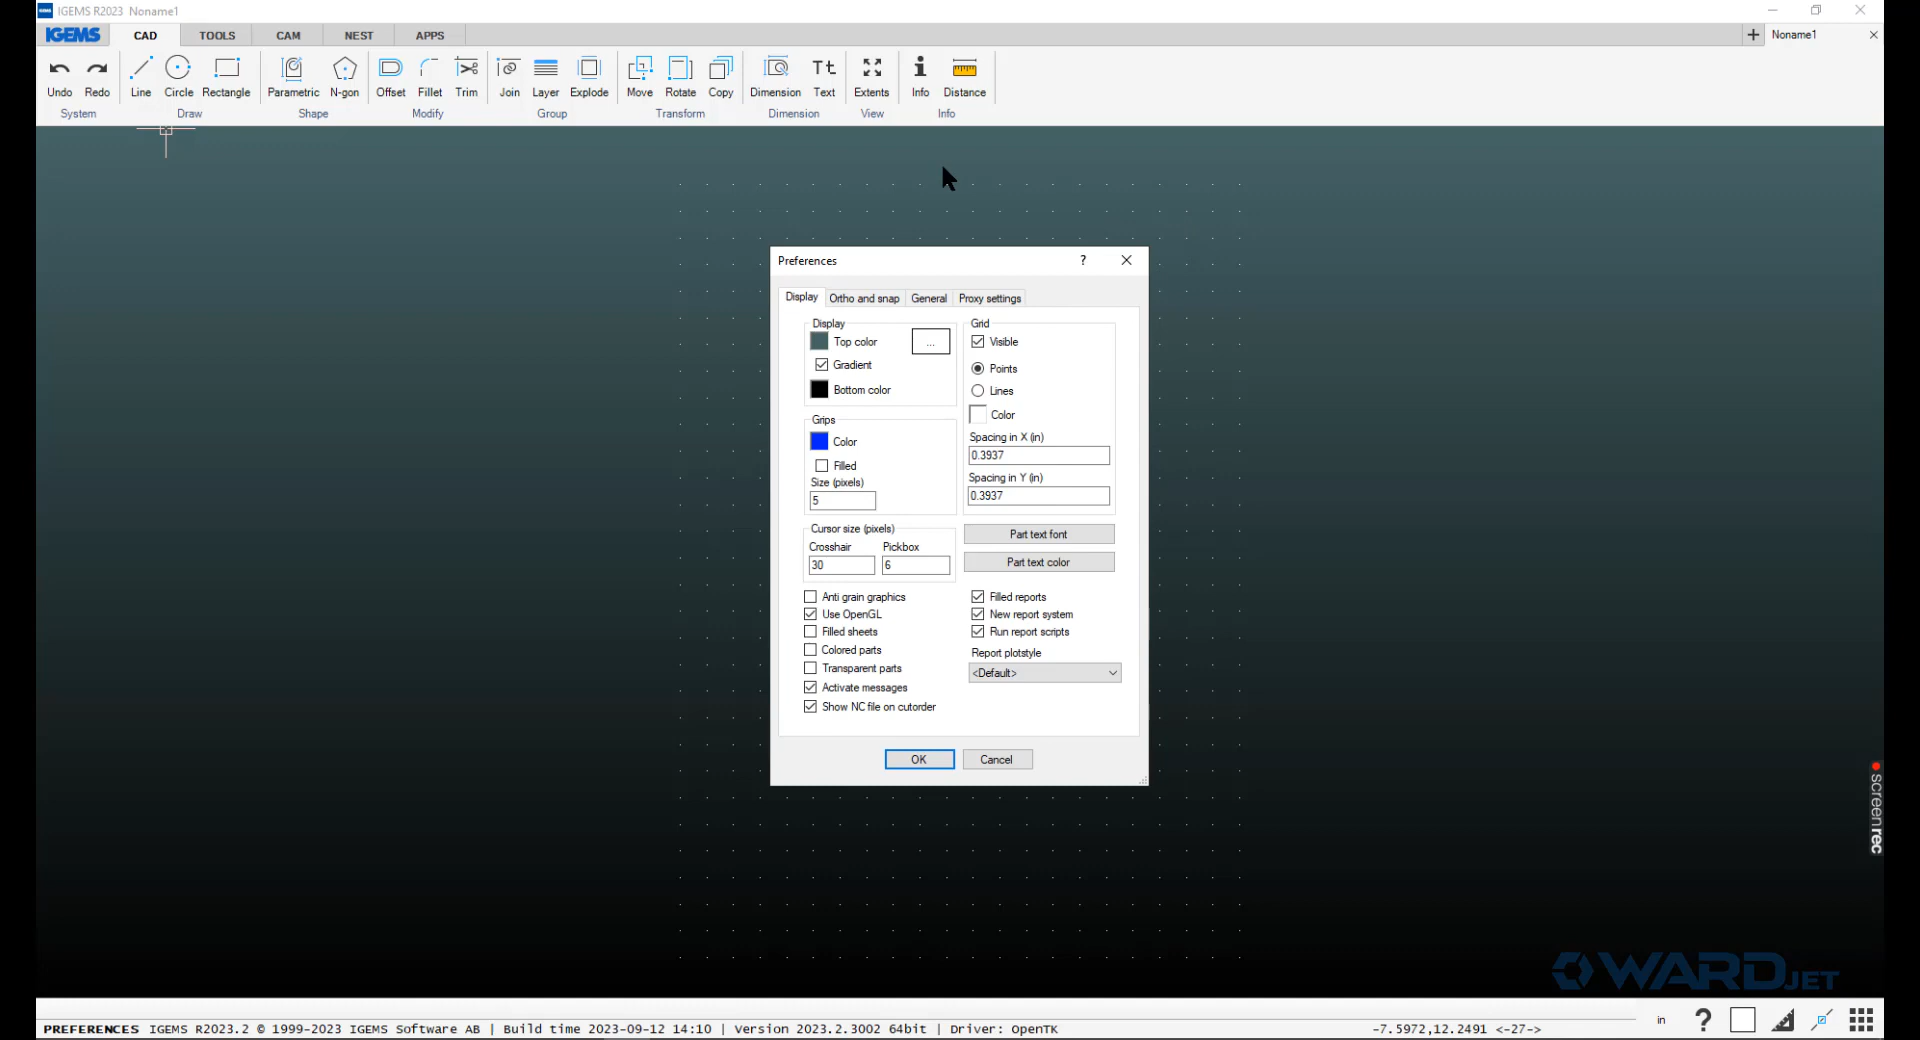 IGEMS R2023 Noname1
IGEMS CAD TOOLS CAM NEST APPS
+ Noname1
Undo Redo Line Circle Rectangle Parametric N-gon Offset Fillet Trim Join Layer Explode Move Rotate Copy Dimension Text Extents Info Distance
System Draw Shape Modify Group Transform Dimension View Info
Preferences ?
Display Ortho and snap General Proxy settings
Display
Top color
...
Gradient
Bottom color
Grips
Color
Filled
Size (pixels)
5
Cursor size (pixels)
Crosshair Pickbox
30 6
Anti grain graphics
Use OpenGL
Filled sheets
Colored parts
Transparent parts
Activate messages
Show NC file on cutorder
Grid
Visible
Points
Lines
Color
Spacing in X (in)
0.3937
Spacing in Y (in)
0.3937
Part text font
Part text color
Filled reports
New report system
Run report scripts
Report plotstyle
<Default>
OK Cancel
screenrec
WARDJET
PREFERENCES IGEMS R2023.2 © 1999-2023 IGEMS Software AB | Build time 2023-09-12 14:10 | Version 2023.2.3002 64bit | Driver: OpenTK
-7.5972,12.2491 <-27->
in ?